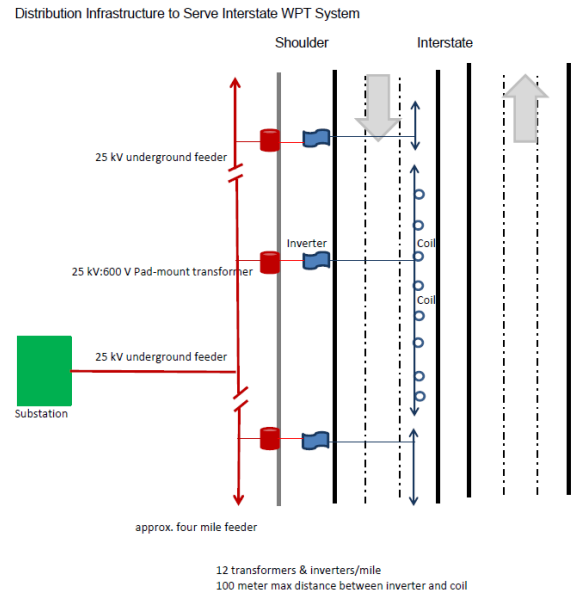 Distribution Infrastructure to Serve Interstate WPT System
Shoulder
Interstate
25 kV underground feeder
Inverter
Coil
25 kV:600 V Pad-mount transformer
Coil
25 kV underground feeder
Substation
approx. four mile feeder
12 transformers & inverters/mile
100 meter max distance between inverter and coil